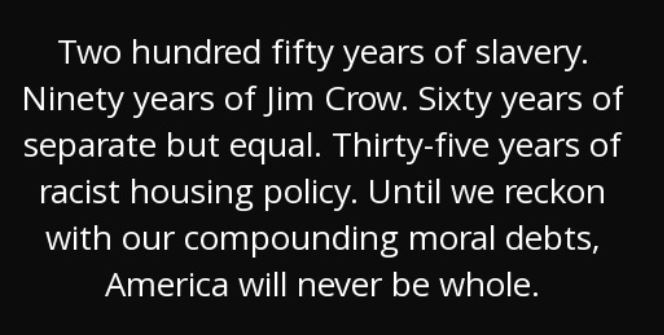 Two hundred fifty years of slavery.
Ninety years of Jim Crow. Sixty years of
separate but equal. Thirty-five years of
racist housing policy. Until we reckon
with our compounding moral debts,
America will never be whole.